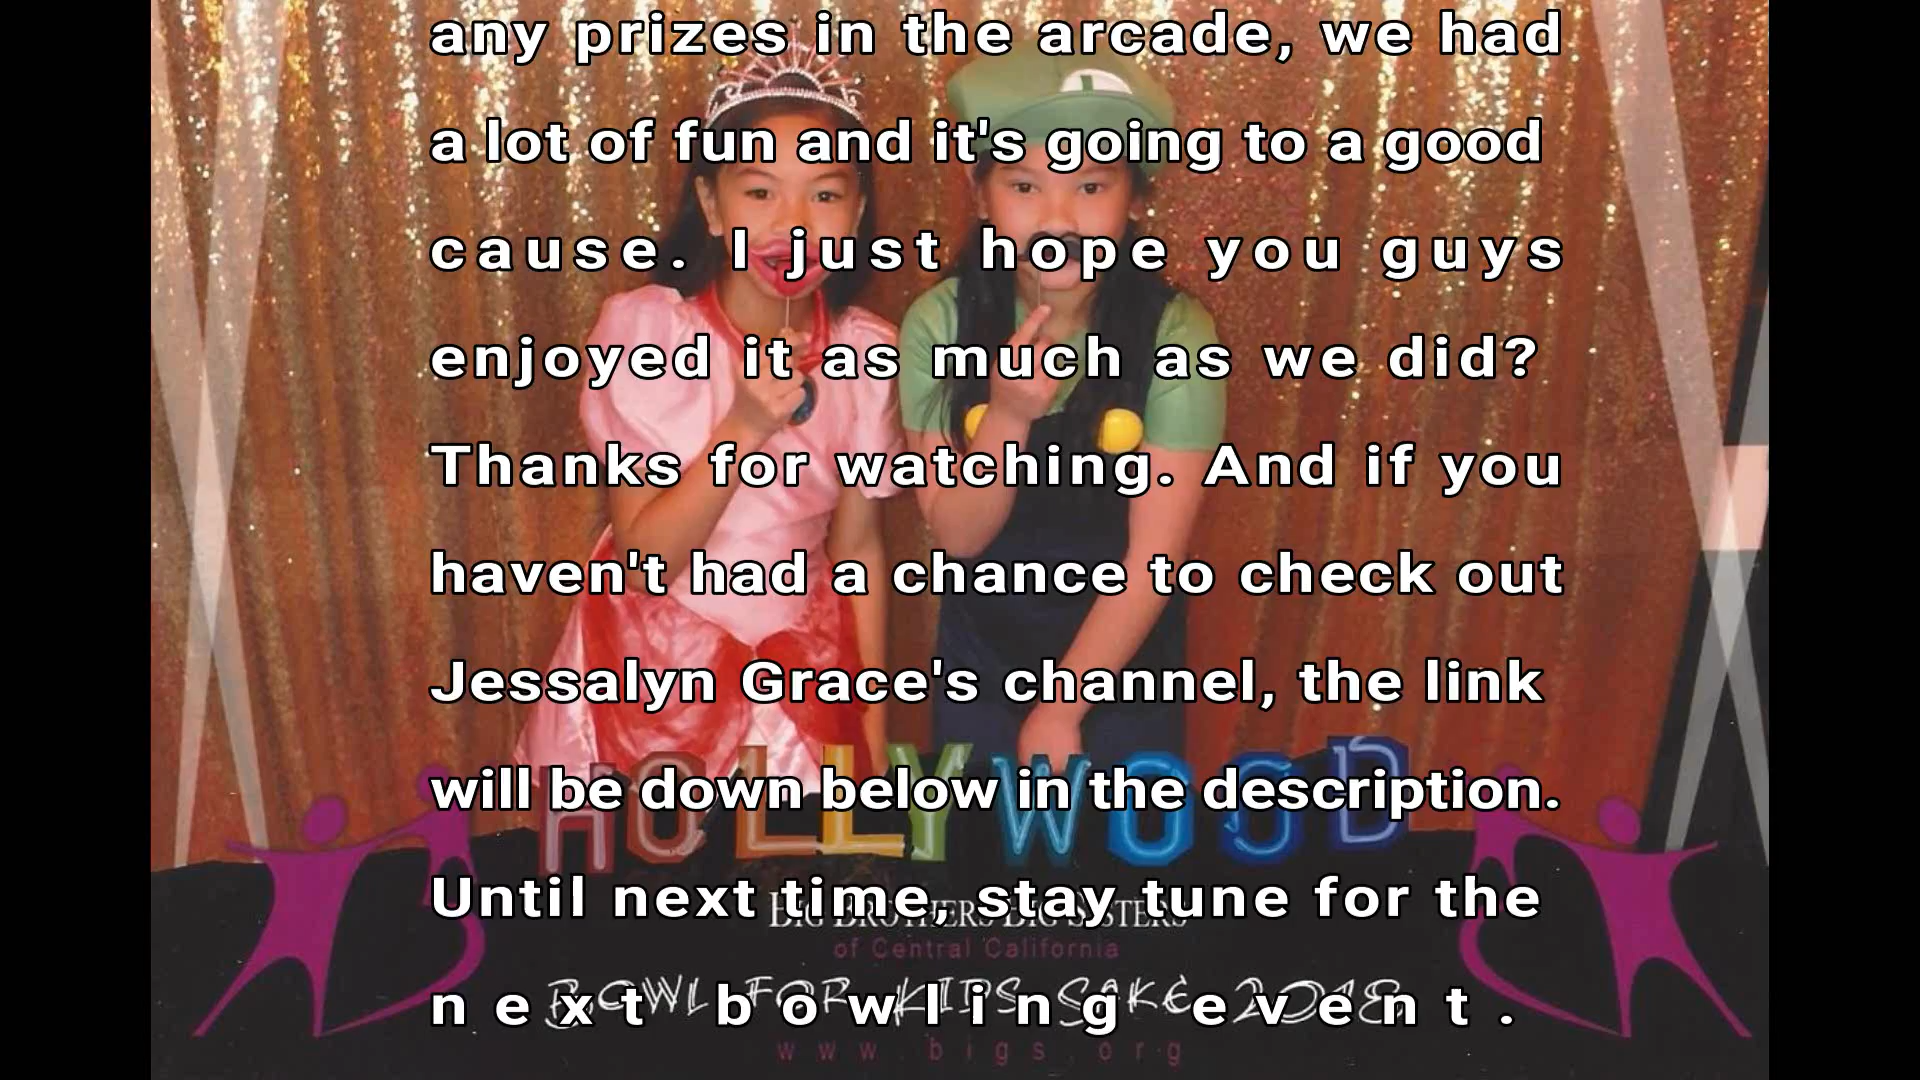 any prizes in the arcade, we had
a lot of fun and it's going to a good
cause. I just hope you guys
enjoyed it as much as we did?
Thanks for watching. And if you
haven't had a chance to check out
Jessalyn Grace's channel, the link
will be down below in the description.
HOLLYWOOD
Until next time, stay tune for the
BIG BROTHERS BIG SISTERS
of Central California
next bowling event.
BOWL FOR KIDS SAKE 2018
www.bigs.org